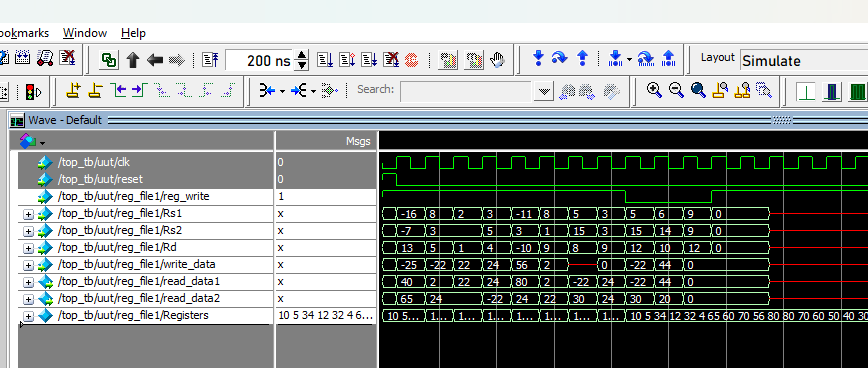 ookmarks Window Help
200 ns Layout Simulate
Search:
Wave - Default
Msgs
/top_tb/uut/clk 0
/top_tb/uut/reset 0
/top_tb/uut/reg_file1/reg_write 1
/top_tb/uut/reg_file1/Rs1 x -16 8 2 3 -11 8 5 3 5 6 9 0
/top_tb/uut/reg_file1/Rs2 x -7 3 5 3 1 15 3 15 14 9 0
/top_tb/uut/reg_file1/Rd x 13 5 1 4 -10 9 8 9 12 10 12 0
/top_tb/uut/reg_file1/write_data x -25 -22 22 24 56 2 0 -22 44 0
/top_tb/uut/reg_file1/read_data1 x 40 2 22 24 80 2 -22 24 -22 44 0
/top_tb/uut/reg_file1/read_data2 x 65 24 -22 24 22 30 24 30 20 0
/top_tb/uut/reg_file1/Registers 10 5 34 12 32 4 6... 10 5... 1... 1... 1... 1... 1... 1... 1... 10 5 34 12 32 4 65 60 70 56 80 80 70 60 50 40 30